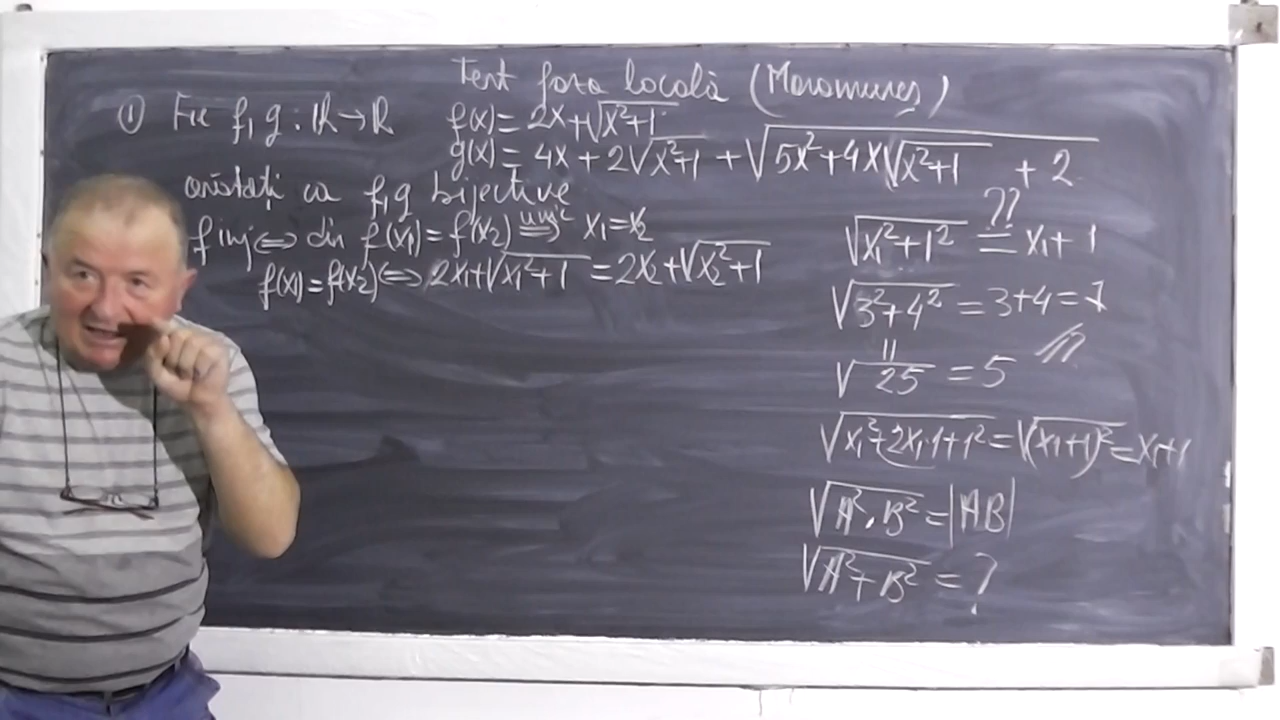 Test faza locală (Maramureș)
① Fie f, g : ℝ→ℝ f(x) = 2x+√(x²+1)
g(x) = 4x + 2√(x²+1) + √(5x²+4x√(x²+1) + 2)
arătați ca f, g bijective
f inj ⇔ din f(x₁) = f(x₂) ⇒ x₁=x₂
f(x₁) = f(x₂) ⇔ 2x₁+√(x₁²+1) = 2x₂+√(x₂²+1)
??
√(x₁²+1²) = x₁+1
√(3²+4²) = 3+4 = 7
॥
√25 = 5
√(x₁²+2x₁·1+1²) = √(x₁+1)² = x₁+1
√(A²·B²) = |AB|
√(A²+B²) = ?